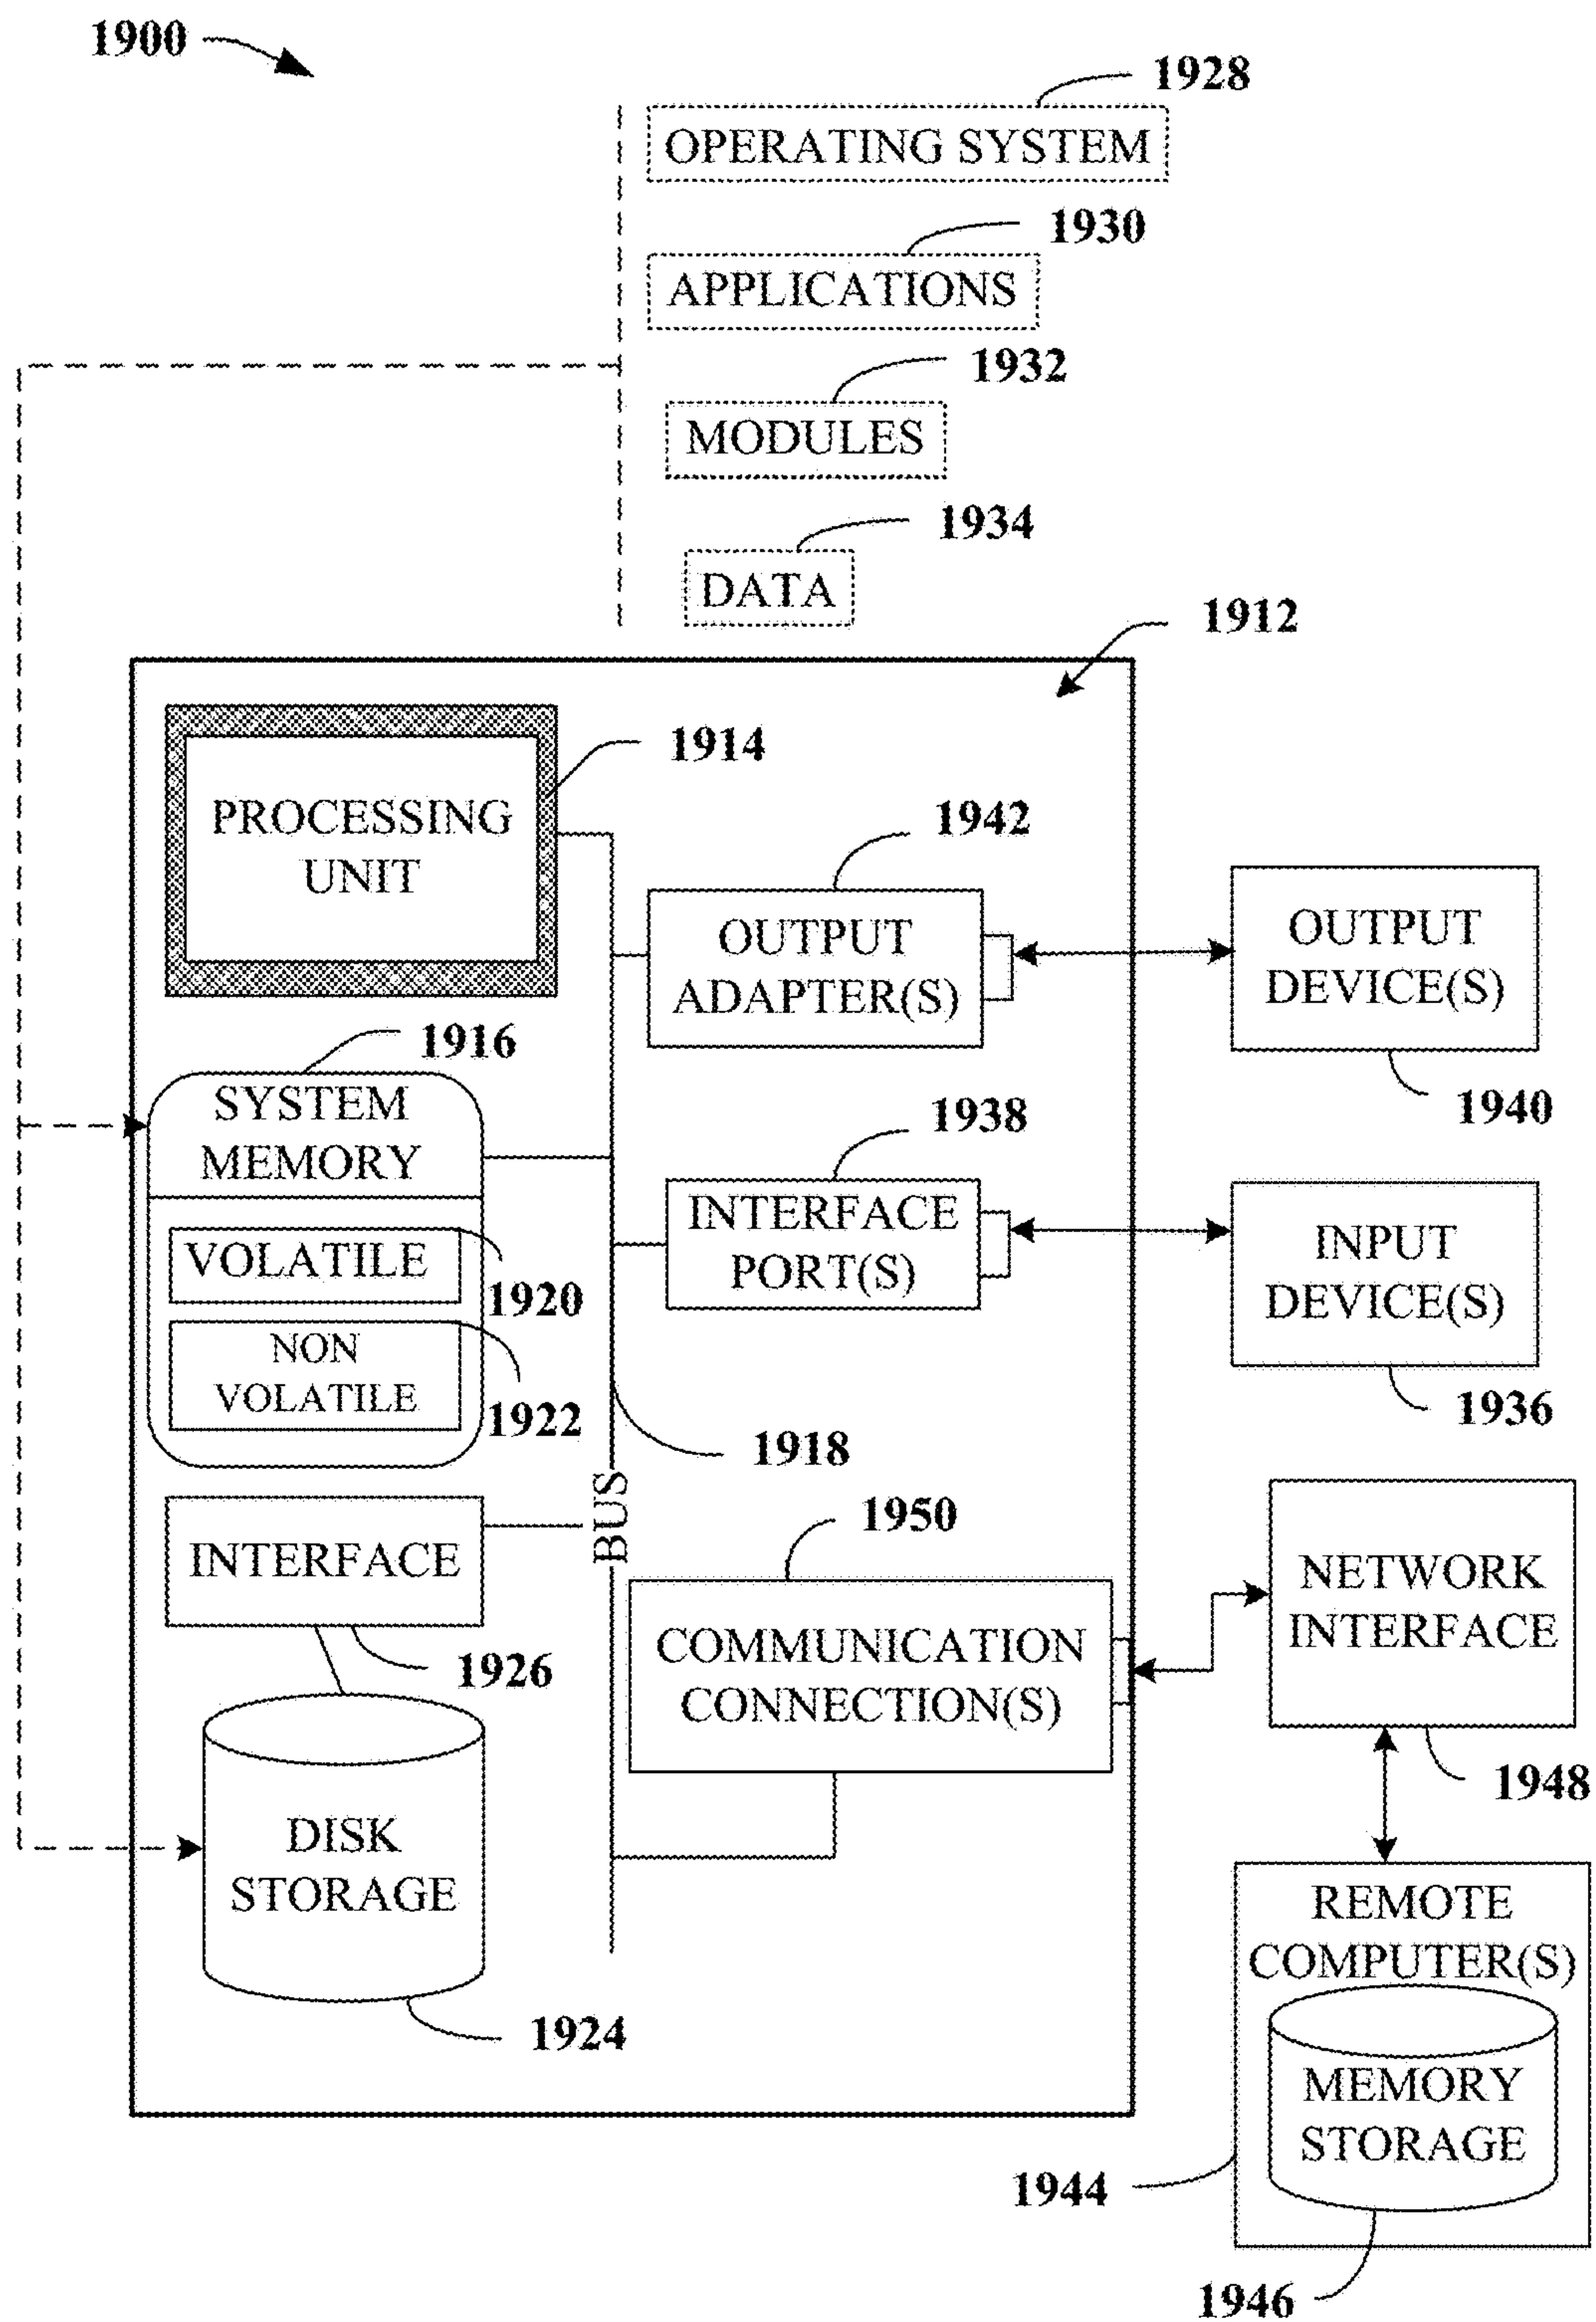 1900
1928
OPERATING SYSTEM
1930
APPLICATIONS
1932
MODULES
1934
DATA
1912
1914
PROCESSING
UNIT
1942
OUTPUT
ADAPTER(S)
OUTPUT
DEVICE(S)
1940
1916
SYSTEM
MEMORY
VOLATILE
1920
NON
VOLATILE
1922
1938
INTERFACE
PORT(S)
INPUT
DEVICE(S)
1936
1918
BUS
INTERFACE
1926
1950
COMMUNICATION
CONNECTION(S)
NETWORK
INTERFACE
1948
DISK
STORAGE
1924
REMOTE
COMPUTER(S)
MEMORY
STORAGE
1944
1946